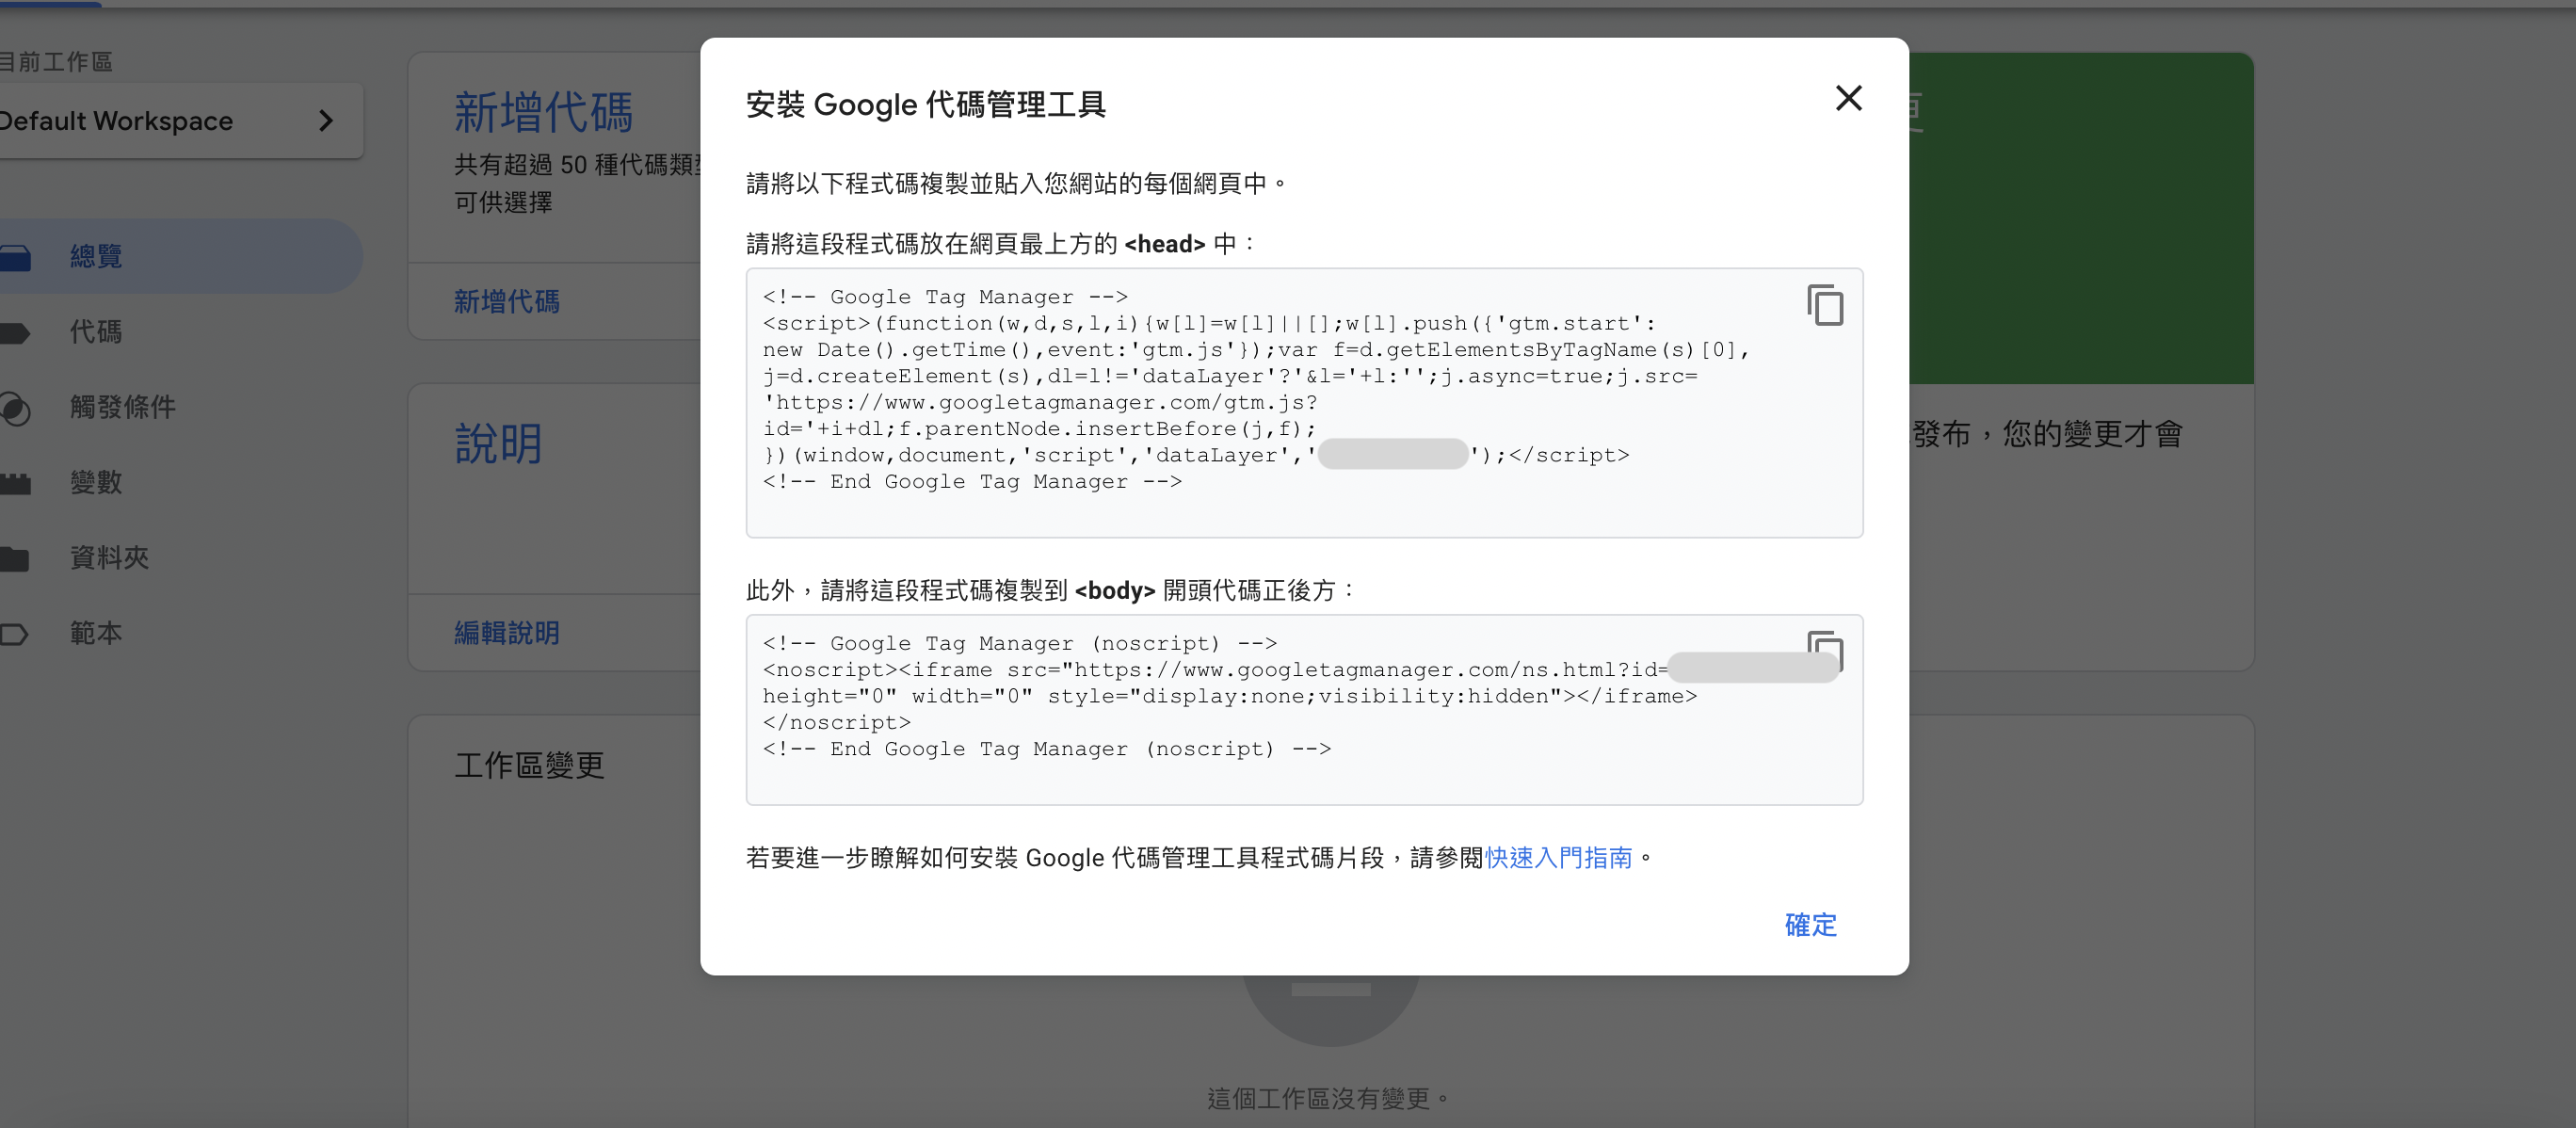 目前工作區
Default Workspace
總覽
代碼
觸發條件
變數
資料夾
範本
新增代碼
共有超過 50 種代碼類型
可供選擇
新增代碼
說明
編輯說明
工作區變更
安裝 Google 代碼管理工具
請將以下程式碼複製並貼入您網站的每個網頁中。
請將這段程式碼放在網頁最上方的 <head> 中：
<!-- Google Tag Manager -->
<script>(function(w,d,s,l,i){w[l]=w[l]||[];w[l].push({'gtm.start':
new Date().getTime(),event:'gtm.js'});var f=d.getElementsByTagName(s)[0],
j=d.createElement(s),dl=l!='dataLayer'?'&l='+l:'';j.async=true;j.src=
'https://www.googletagmanager.com/gtm.js?
id='+i+dl;f.parentNode.insertBefore(j,f);
})(window,document,'script','dataLayer','');</script>
<!-- End Google Tag Manager -->
此外，請將這段程式碼複製到 <body> 開頭代碼正後方：
<!-- Google Tag Manager (noscript) -->
<noscript><iframe src="https://www.googletagmanager.com/ns.html?id=
height="0" width="0" style="display:none;visibility:hidden"></iframe>
</noscript>
<!-- End Google Tag Manager (noscript) -->
若要進一步瞭解如何安裝 Google 代碼管理工具程式碼片段，請參閱快速入門指南。
確定
更
發布，您的變更才會
這個工作區沒有變更。